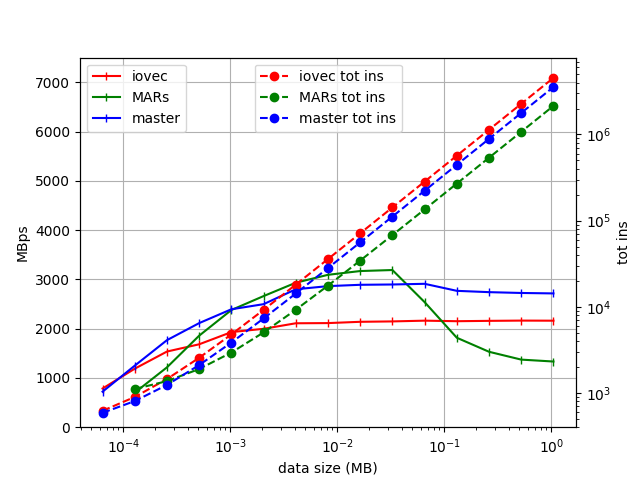 iovec
MARs
master
iovec tot ins
MARs tot ins
master tot ins
MBps
7000
6000
5000
4000
3000
2000
1000
0
10⁶
10⁵
10⁴
10³
tot ins
10⁻⁴
10⁻³
10⁻²
10⁻¹
10⁰
data size (MB)